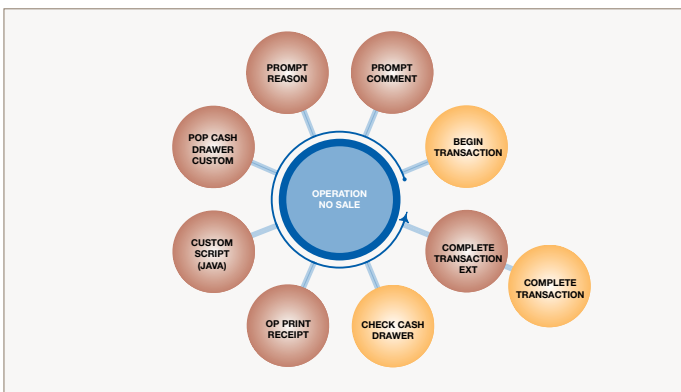 PROMPT
REASON
PROMPT
COMMENT
POP CASH
DRAWER
CUSTOM
BEGIN
TRANSACTION
OPERATION
NO SALE
CUSTOM
SCRIPT
(JAVA)
COMPLETE
TRANSACTION
EXT
COMPLETE
TRANSACTION
OP PRINT
RECEIPT
CHECK CASH
DRAWER